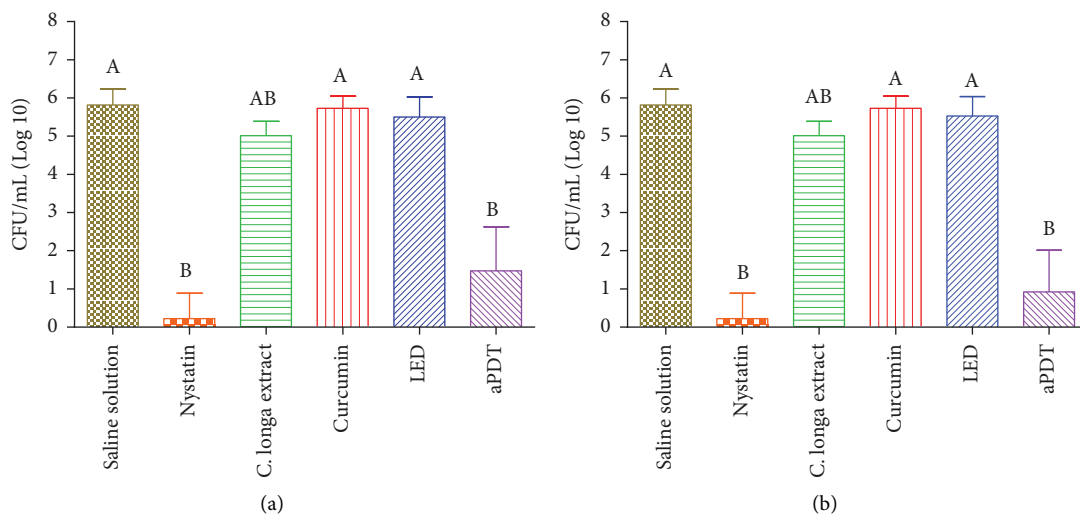 8
7
6
5
4
3
2
1
0
CFU/mL (Log 10)
A
B
AB
A
A
B
Saline solution
Nystatin
C. longa extract
Curcumin
LED
aPDT
(a)
8
7
6
5
4
3
2
1
0
CFU/mL (Log 10)
A
B
AB
A
A
B
Saline solution
Nystatin
C. longa extract
Curcumin
LED
aPDT
(b)